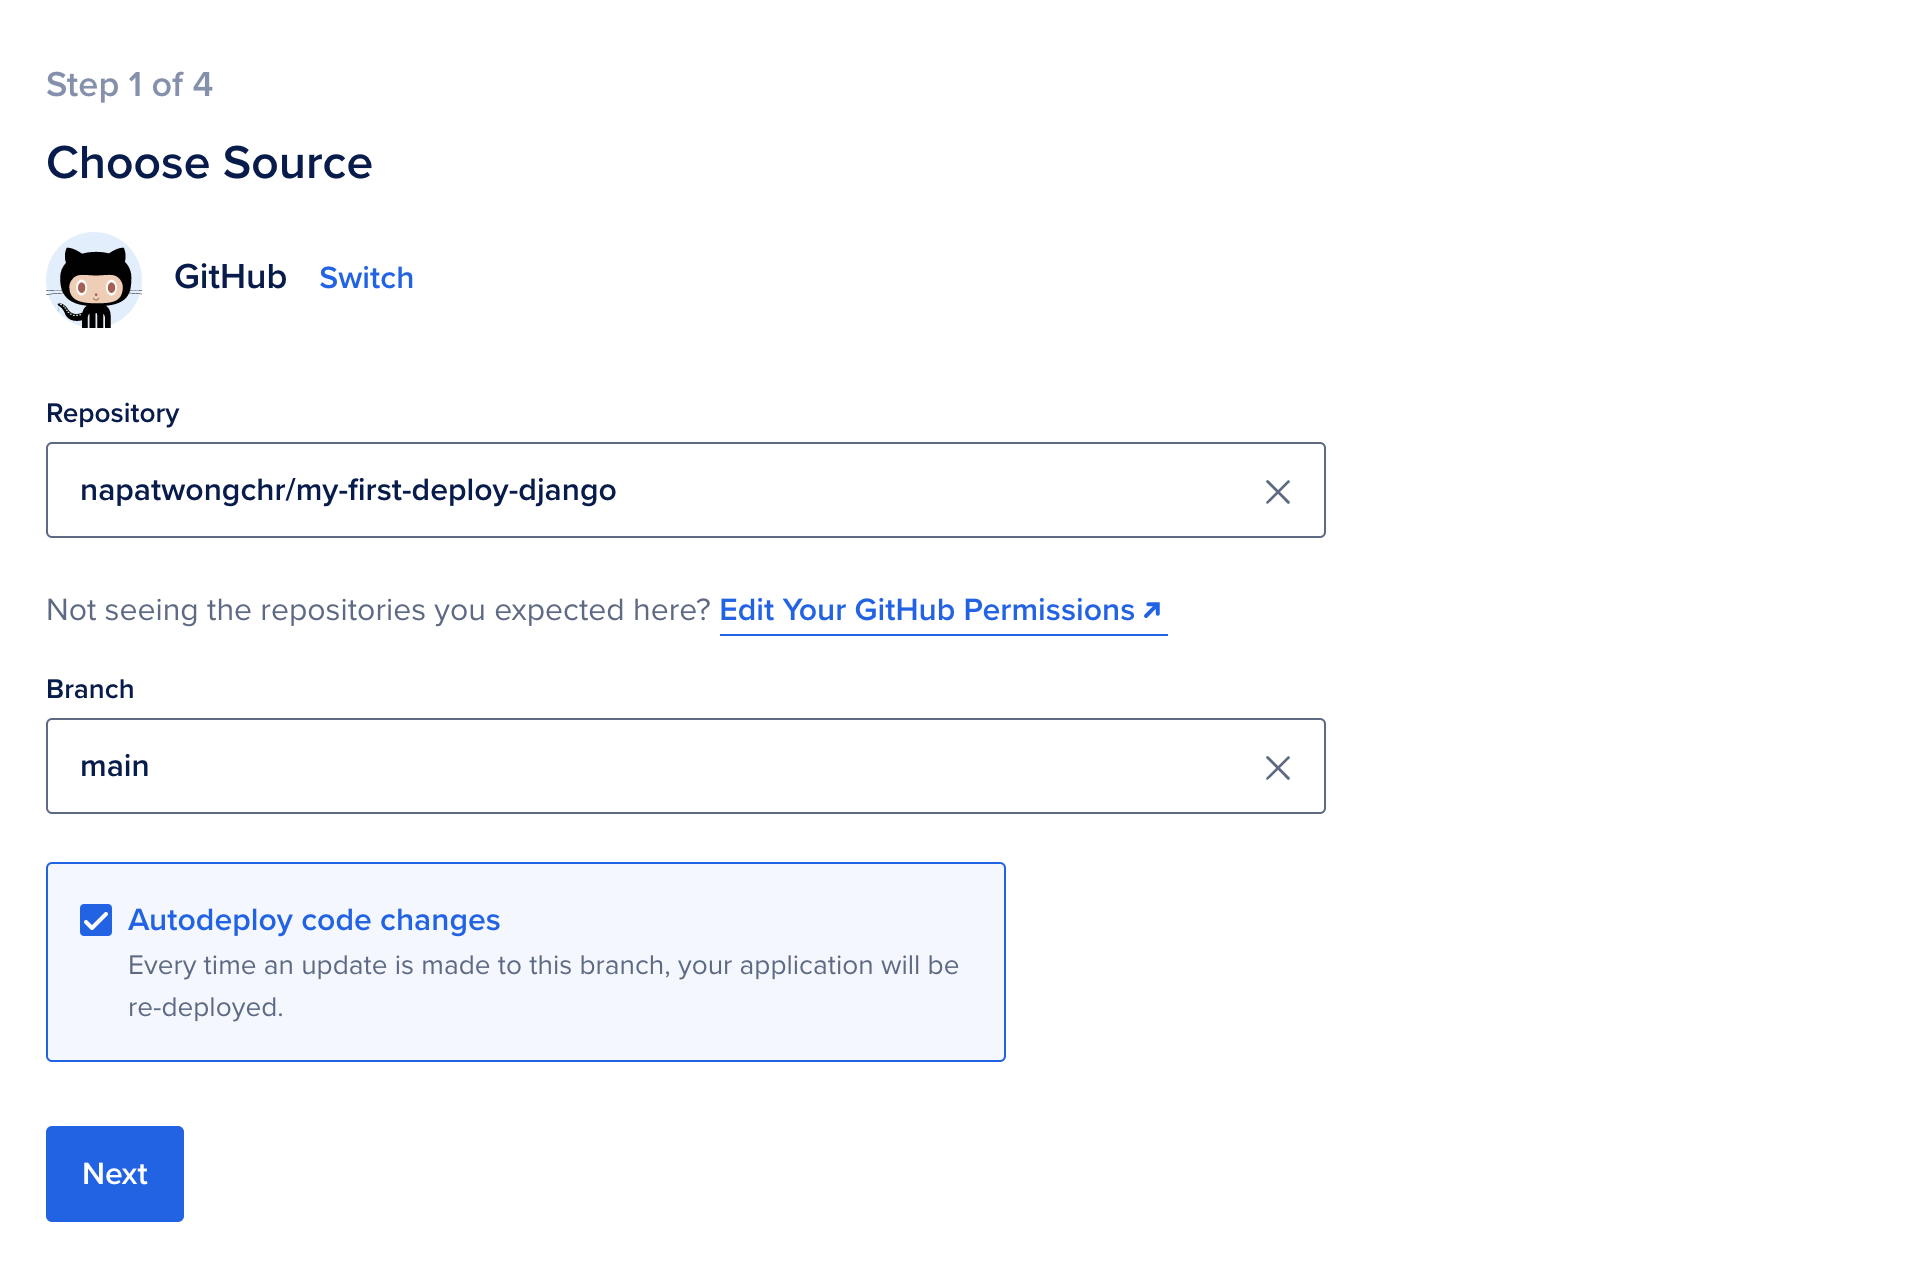 Step 1 of 4
Choose Source
GitHub Switch
Repository
napatwongchr/my-first-deploy-django
Not seeing the repositories you expected here? Edit Your GitHub Permissions
Branch
main
Autodeploy code changes
Every time an update is made to this branch, your application will be
re-deployed.
Next